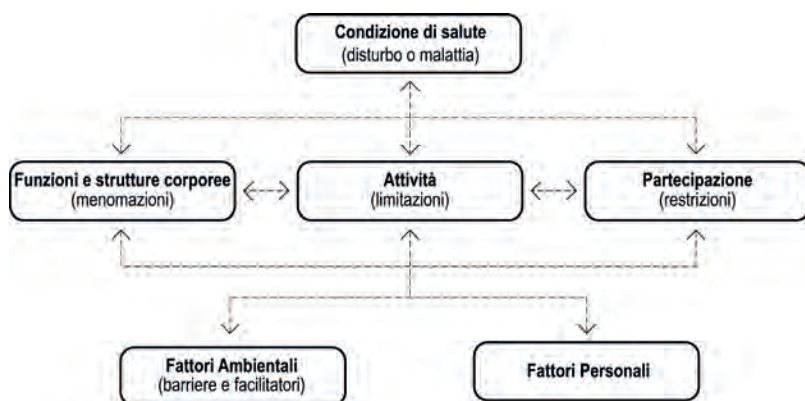 Condizione di salute
(disturbo o malattia)
Funzioni e strutture corporee
(menomazioni)
Attività
(limitazioni)
Partecipazione
(restrizioni)
Fattori Ambientali
(barriere e facilitatori)
Fattori Personali